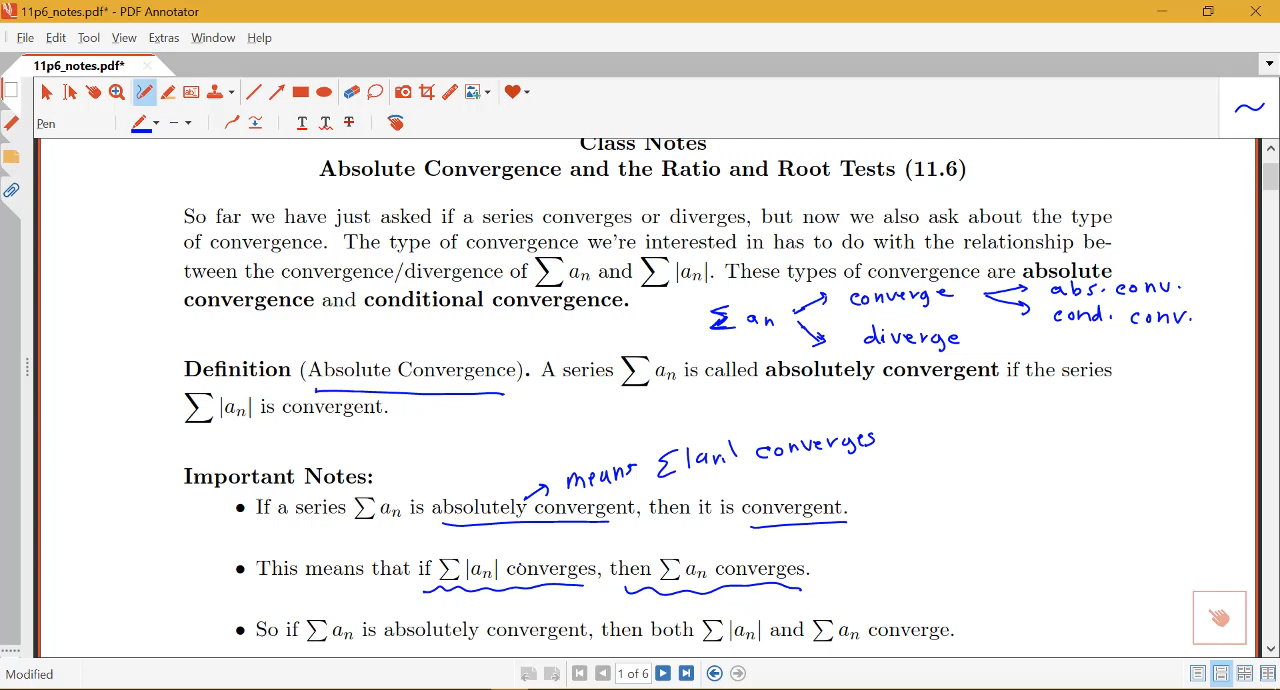 11p6_notes.pdf* - PDF Annotator
File Edit Tool View Extras Window Help
11p6_notes.pdf*
Pen
Class Notes
Absolute Convergence and the Ratio and Root Tests (11.6)
So far we have just asked if a series converges or diverges, but now we also ask about the type
of convergence. The type of convergence we're interested in has to do with the relationship be-
tween the convergence/divergence of ∑ aₙ and ∑ |aₙ|. These types of convergence are absolute
convergence and conditional convergence.
∑ an → converge → abs. conv.
→ cond. conv.
→ diverge
Definition (Absolute Convergence). A series ∑ aₙ is called absolutely convergent if the series
∑ |aₙ| is convergent.
→ means ∑|an| converges
Important Notes:
• If a series ∑ aₙ is absolutely convergent, then it is convergent.
• This means that if ∑ |aₙ| converges, then ∑ aₙ converges.
• So if ∑ aₙ is absolutely convergent, then both ∑ |aₙ| and ∑ aₙ converge.
Modified
1 of 6